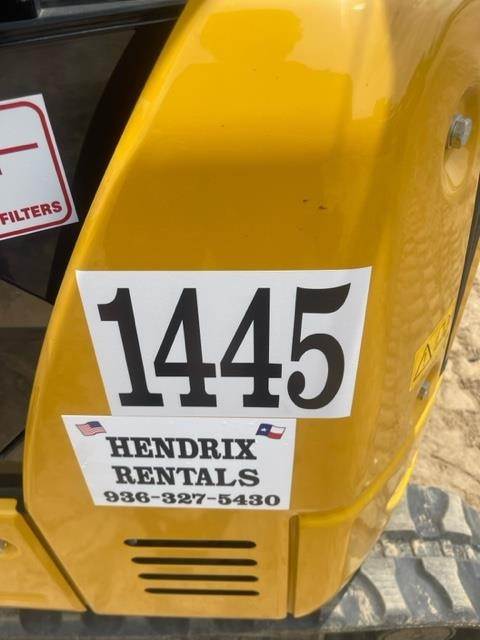 FILTERS
1445
HENDRIX
RENTALS
936-327-5430